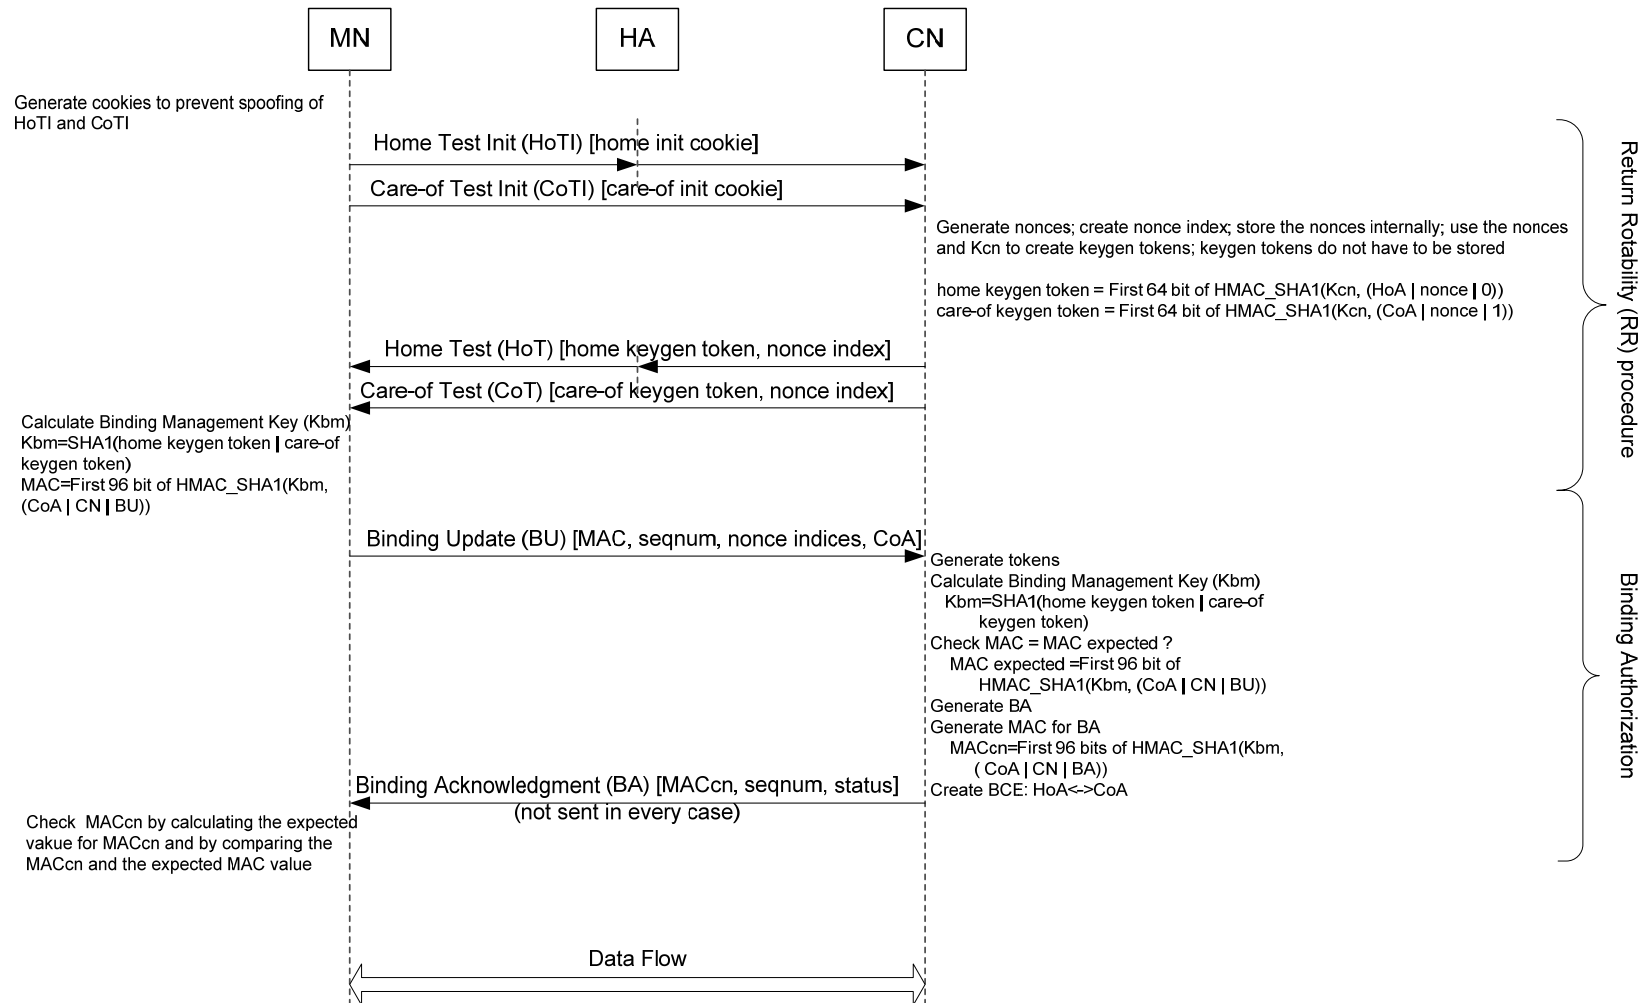 MN
HA
CN
Generate cookies to prevent spoofing of
HoTI and CoTI
Home Test Init (HoTI) [home init cookie]
Care-of Test Init (CoTI) [care-of init cookie]
Generate nonces; create nonce index; store the nonces internally; use the nonces
and Kcn to create keygen tokens; keygen tokens do not have to be stored
home keygen token = First 64 bit of HMAC_SHA1(Kcn, (HoA | nonce | 0))
care-of keygen token = First 64 bit of HMAC_SHA1(Kcn, (CoA | nonce | 1))
Home Test (HoT) [home keygen token, nonce index]
Care-of Test (CoT) [care-of keygen token, nonce index]
Return Rotability (RR) procedure
Calculate Binding Management Key (Kbm)
Kbm=SHA1(home keygen token | care-of
keygen token)
MAC=First 96 bit of HMAC_SHA1(Kbm,
(CoA | CN | BU))
Binding Update (BU) [MAC, seqnum, nonce indices, CoA]
Generate tokens
Calculate Binding Management Key (Kbm)
Kbm=SHA1(home keygen token | care-of
keygen token)
Check MAC = MAC expected ?
MAC expected =First 96 bit of
HMAC_SHA1(Kbm, (CoA | CN | BU))
Generate BA
Generate MAC for BA
MACcn=First 96 bits of HMAC_SHA1(Kbm,
( CoA | CN | BA))
Create BCE: HoA<->CoA
Binding Authorization
Binding Acknowledgment (BA) [MACcn, seqnum, status]
(not sent in every case)
Check MACcn by calculating the expected
vakue for MACcn and by comparing the
MACcn and the expected MAC value
Data Flow